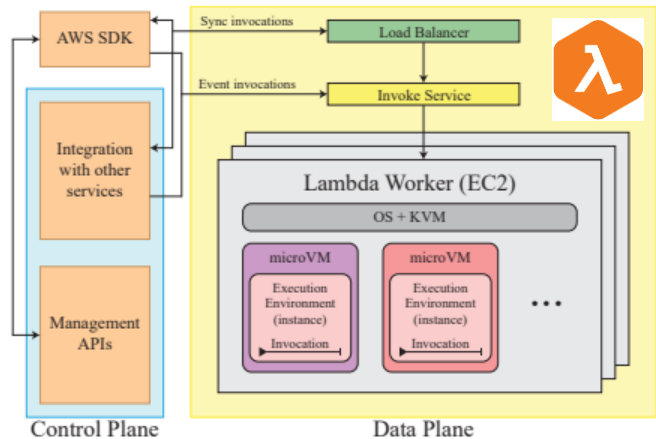 AWS SDK
Sync invocations
Load Balancer
Event invocations
Invoke Service
Integration
with other
services
Management
APIs
Control Plane
Lambda Worker (EC2)
OS + KVM
microVM
Execution
Environment
(instance)
Invocation
microVM
Execution
Environment
(instance)
Invocation
...
Data Plane
λ